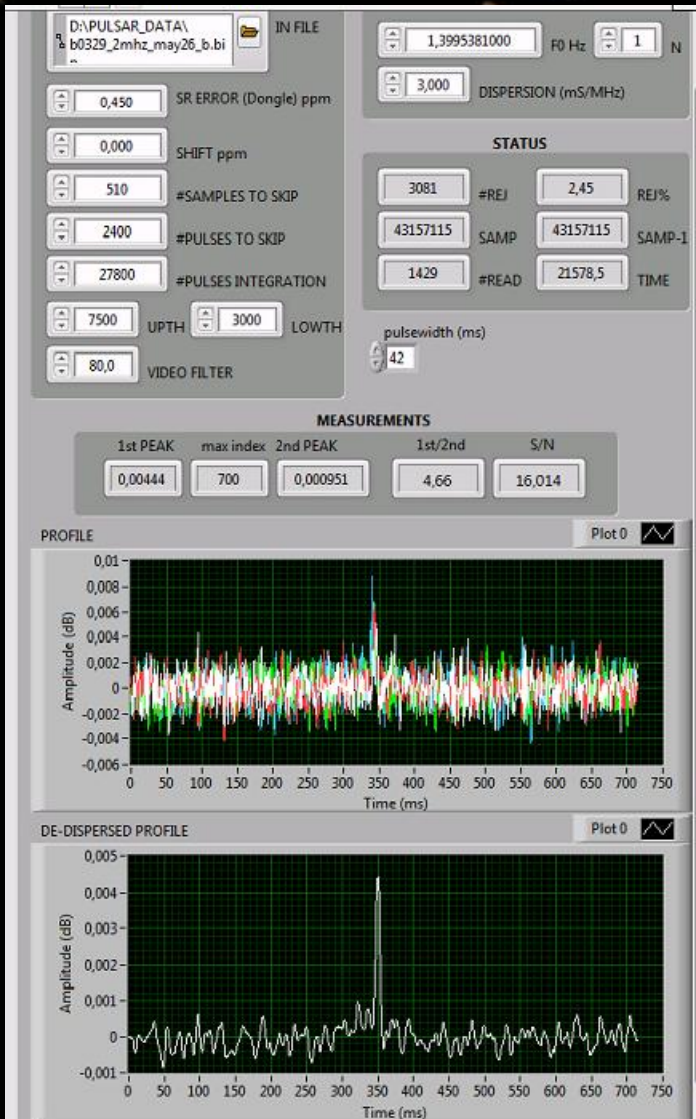 D:\PULSAR_DATA\
b0329_2mhz_may26_b.bi
IN FILE
0,450 SR ERROR (Dongle) ppm
0,000 SHIFT ppm
510 #SAMPLES TO SKIP
2400 #PULSES TO SKIP
27800 #PULSES INTEGRATION
7500 UPTH 3000 LOWTH
80,0 VIDEO FILTER
1,3995381000 F0 Hz 1 N
3,000 DISPERSION (mS/MHz)
STATUS
3081 #REJ 2,45 REJ%
43157115 SAMP 43157115 SAMP-1
1429 #READ 21578,5 TIME
pulsewidth (ms)
42
MEASUREMENTS
1st PEAK max index 2nd PEAK 1st/2nd S/N
0,00444 700 0,000951 4,66 16,014
PROFILE
Plot 0
Amplitude (dB)
0,01
0,008
0,006
0,004
0,002
0
-0,002
-0,004
-0,006
0 50 100 150 200 250 300 350 400 450 500 550 600 650 700 750
Time (ms)
DE-DISPERSED PROFILE
Plot 0
Amplitude (dB)
0,005
0,004
0,003
0,002
0,001
0
-0,001
0 50 100 150 200 250 300 350 400 450 500 550 600 650 700 750
Time (ms)